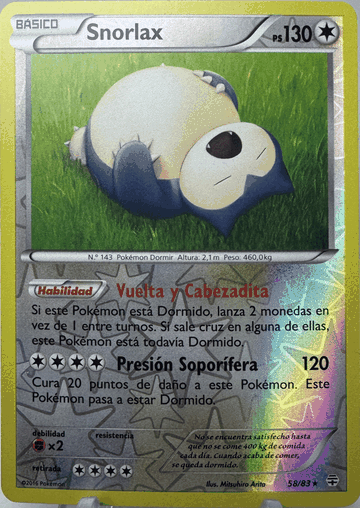 BÁSICO Snorlax PS130
N.º 143 Pokémon Dormir Altura: 2,1m Peso: 460,0kg
Habilidad Vuelta y Cabezadita
Si este Pokémon está Dormido, lanza 2 monedas en
vez de 1 entre turnos. Si sale cruz en alguna de ellas,
este Pokémon está todavía Dormido.
Presión Soporífera 120
Cura 20 puntos de daño a este Pokémon. Este
Pokémon pasa a estar Dormido.
debilidad resistencia
×2
retirada
No se encuentra satisfecho hasta
que no se come 400 kg de comida
cada día. Cuando acaba de comer,
se queda dormido.
©2016 Pokémon Ilus. Mitsuhiro Arita 58/83